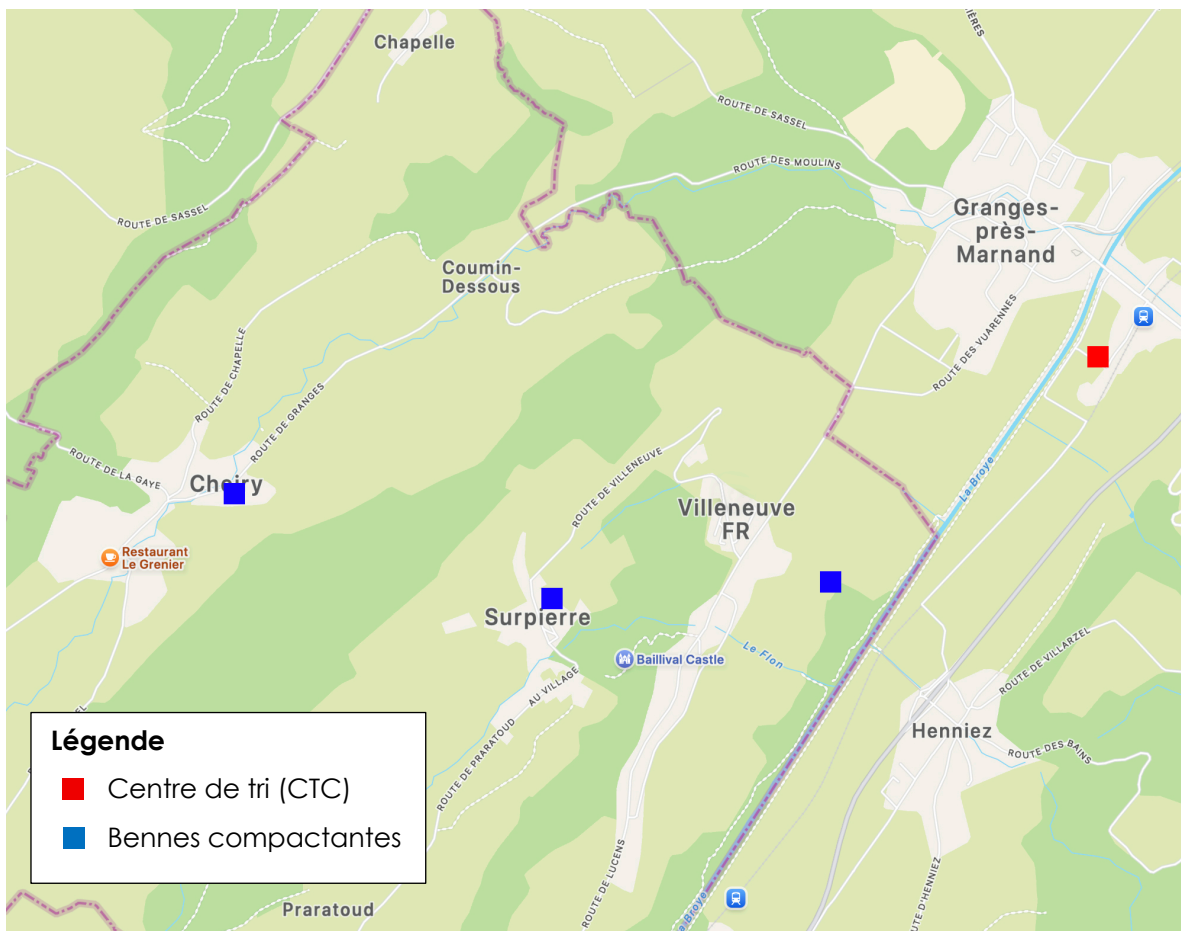 Chapelle
ROUTE DE SASSEL
ROUTE DES MOULINS
ROUTE DE SASSEL
Granges-
près-
Marnand
Coumin-
Dessous
ROUTE DES VUARENNES
ROUTE DE CHAPELLE
ROUTE DE GRANGES
La Broye
ROUTE DE LA GAYE
Cheiry
ROUTE DE VILLENEUVE
Villeneuve
FR
Restaurant
Le Grenier
Surpierre
Le Flon
Baillival Castle
ROUTE DE VILLARZEL
AU VILLAGE
ROUTE DE PRARATOUD
Henniez
ROUTE DES BAINS
Légende
Centre de tri (CTC)
Bennes compactantes
ROUTE DE LUCENS
Praratoud
La Broye